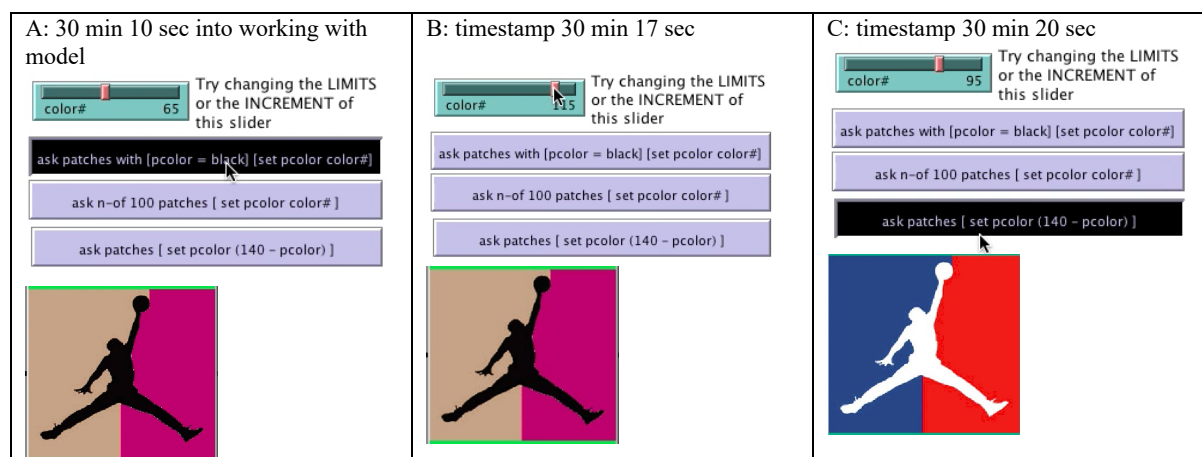 A: 30 min 10 sec into working with
model
Try changing the LIMITS
or the INCREMENT of
this slider
color# 65
ask patches with [pcolor = black] [set pcolor color#]
ask n-of 100 patches [ set pcolor color# ]
ask patches [ set pcolor (140 - pcolor) ]
B: timestamp 30 min 17 sec
Try changing the LIMITS
or the INCREMENT of
this slider
color# 115
ask patches with [pcolor = black] [set pcolor color#]
ask n-of 100 patches [ set pcolor color# ]
ask patches [ set pcolor (140 - pcolor) ]
C: timestamp 30 min 20 sec
Try changing the LIMITS
or the INCREMENT of
this slider
color# 95
ask patches with [pcolor = black] [set pcolor color#]
ask n-of 100 patches [ set pcolor color# ]
ask patches [ set pcolor (140 - pcolor) ]